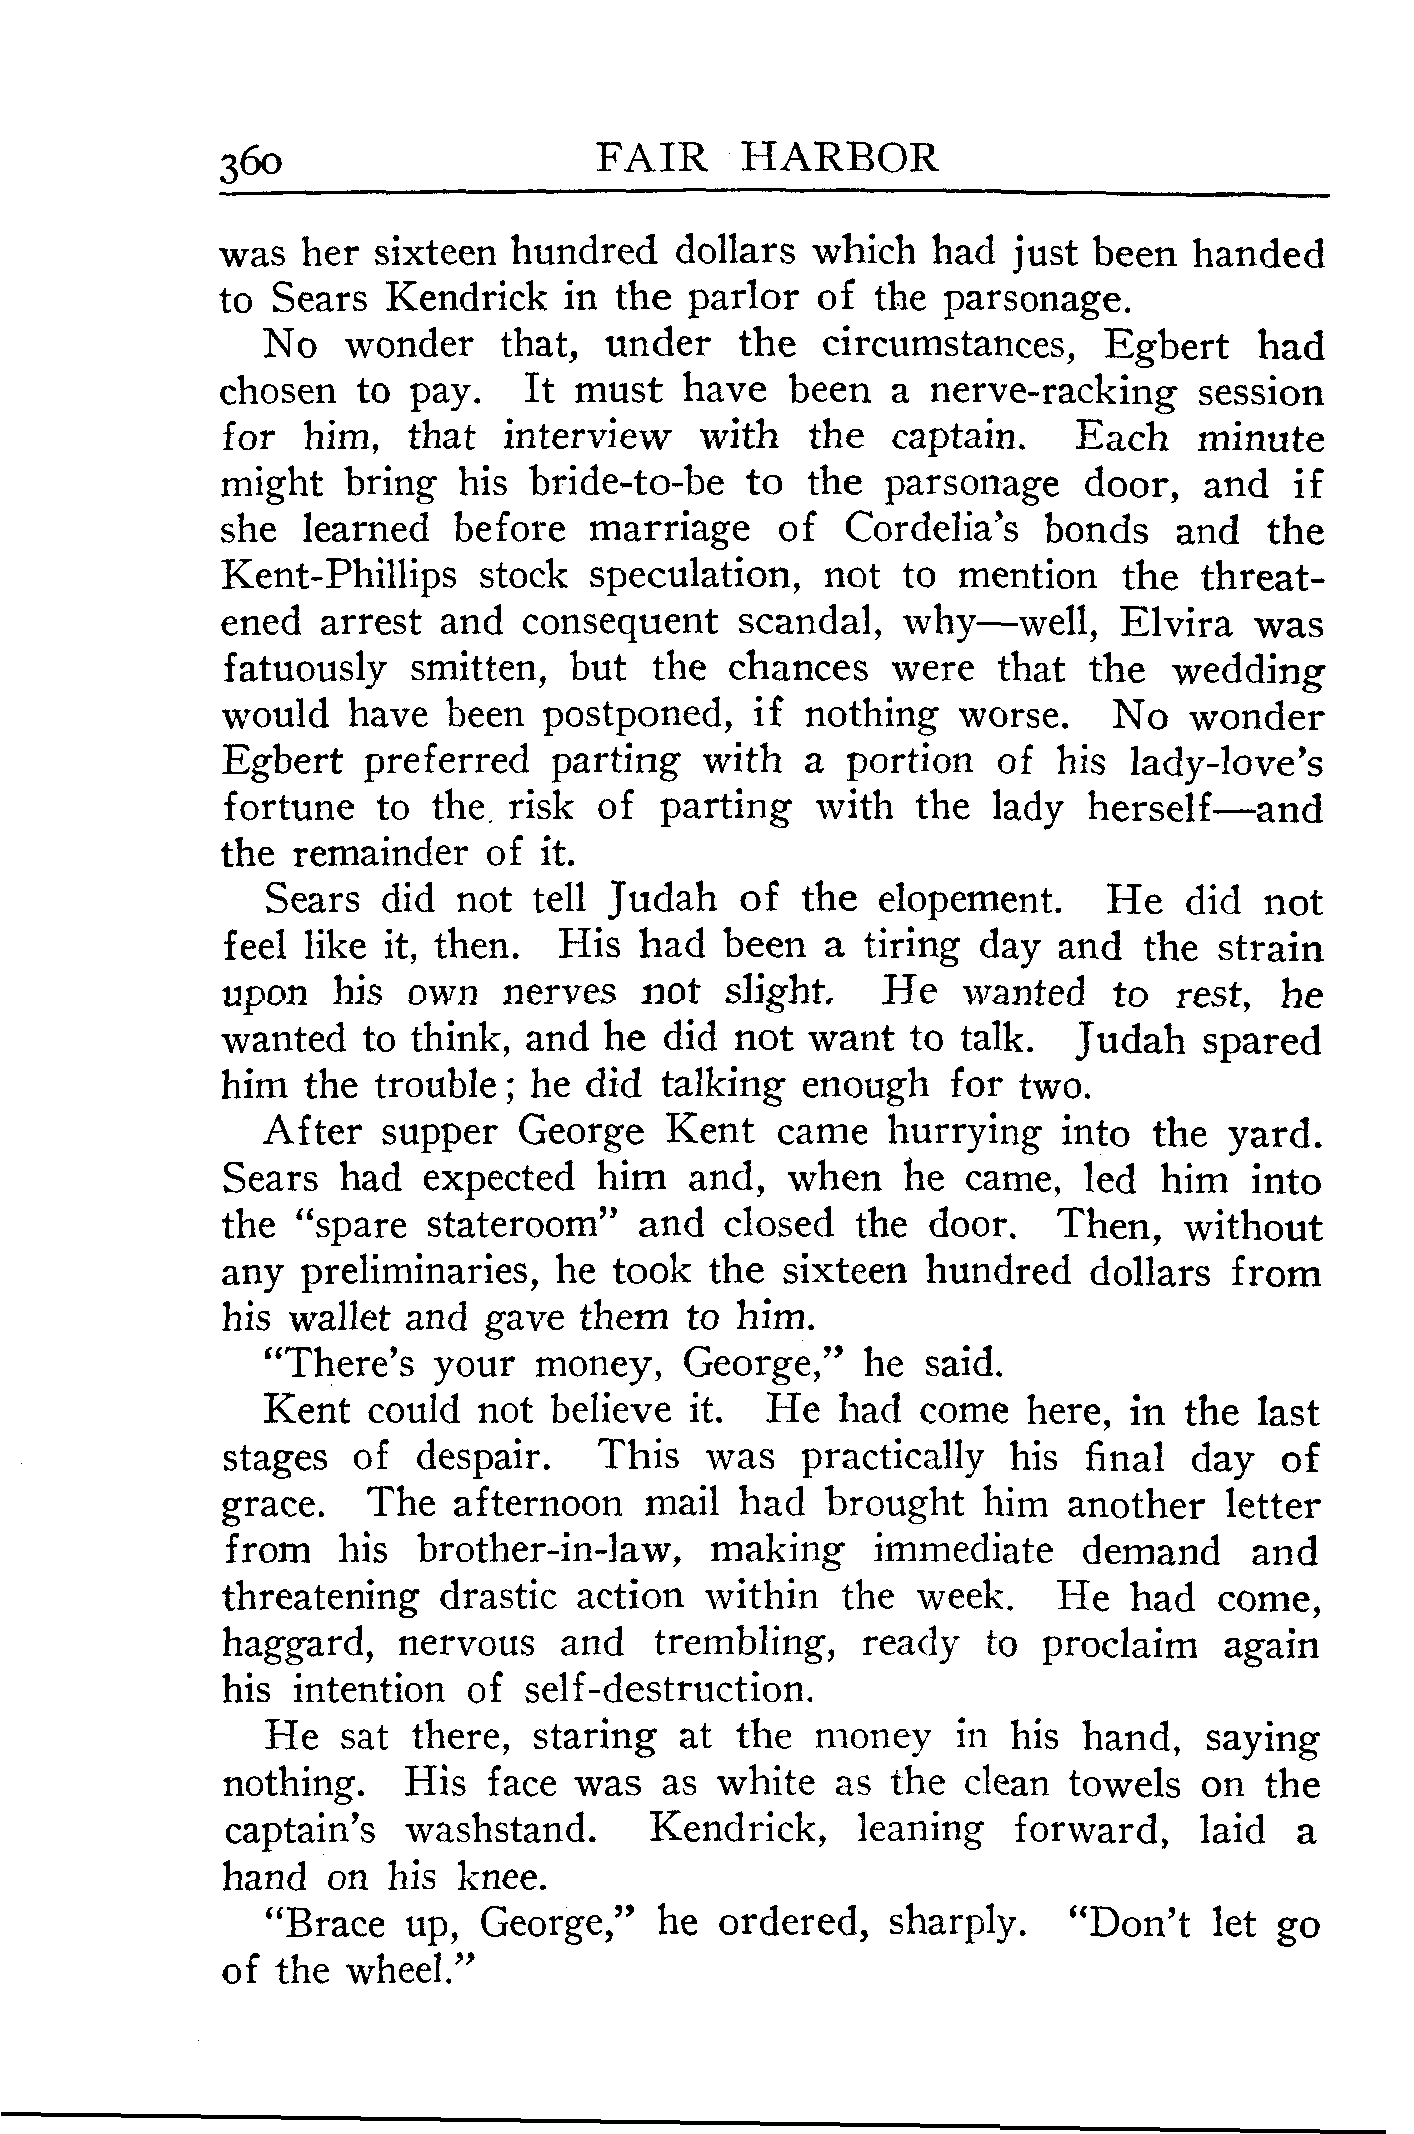 360 FAIR HARBOR
was her sixteen hundred dollars which had just been handed
to Sears Kendrick in the parlor of the parsonage.
No wonder that, under the circumstances, Egbert had
chosen to pay. It must have been a nerve-racking session
for him, that interview with the captain. Each minute
might bring his bride-to-be to the parsonage door, and if
she learned before marriage of Cordelia's bonds and the
Kent-Phillips stock speculation, not to mention the threat-
ened arrest and consequent scandal, why—well, Elvira was
fatuously smitten, but the chances were that the wedding
would have been postponed, if nothing worse. No wonder
Egbert preferred parting with a portion of his lady-love's
fortune to the risk of parting with the lady herself—and
the remainder of it.
Sears did not tell Judah of the elopement. He did not
feel like it, then. His had been a tiring day and the strain
upon his own nerves not slight. He wanted to rest, he
wanted to think, and he did not want to talk. Judah spared
him the trouble; he did talking enough for two.
After supper George Kent came hurrying into the yard.
Sears had expected him and, when he came, led him into
the "spare stateroom" and closed the door. Then, without
any preliminaries, he took the sixteen hundred dollars from
his wallet and gave them to him.
"There's your money, George," he said.
Kent could not believe it. He had come here, in the last
stages of despair. This was practically his final day of
grace. The afternoon mail had brought him another letter
from his brother-in-law, making immediate demand and
threatening drastic action within the week. He had come,
haggard, nervous and trembling, ready to proclaim again
his intention of self-destruction.
He sat there, staring at the money in his hand, saying
nothing. His face was as white as the clean towels on the
captain's washstand. Kendrick, leaning forward, laid a
hand on his knee.
"Brace up, George," he ordered, sharply. "Don't let go
of the wheel."